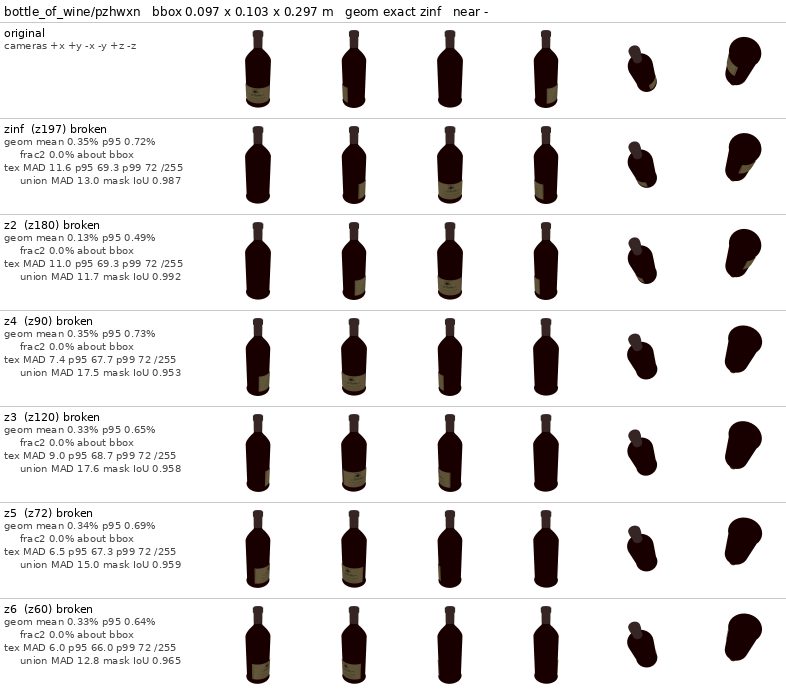 bottle_of_wine/pzhwxn   bbox 0.097 x 0.103 x 0.297 m   geom exact zinf   near -
original
cameras +x +y -x -y +z -z
zinf  (z197) broken
geom mean 0.35% p95 0.72%
frac2 0.0% about bbox
tex MAD 11.6 p95 69.3 p99 72 /255
union MAD 13.0 mask IoU 0.987
z2  (z180) broken
geom mean 0.13% p95 0.49%
frac2 0.0% about bbox
tex MAD 11.0 p95 69.3 p99 72 /255
union MAD 11.7 mask IoU 0.992
z4  (z90) broken
geom mean 0.35% p95 0.73%
frac2 0.0% about bbox
tex MAD 7.4 p95 67.7 p99 72 /255
union MAD 17.5 mask IoU 0.953
z3  (z120) broken
geom mean 0.33% p95 0.65%
frac2 0.0% about bbox
tex MAD 9.0 p95 68.7 p99 72 /255
union MAD 17.6 mask IoU 0.958
z5  (z72) broken
geom mean 0.34% p95 0.69%
frac2 0.0% about bbox
tex MAD 6.5 p95 67.3 p99 72 /255
union MAD 15.0 mask IoU 0.959
z6  (z60) broken
geom mean 0.33% p95 0.64%
frac2 0.0% about bbox
tex MAD 6.0 p95 66.0 p99 72 /255
union MAD 12.8 mask IoU 0.965